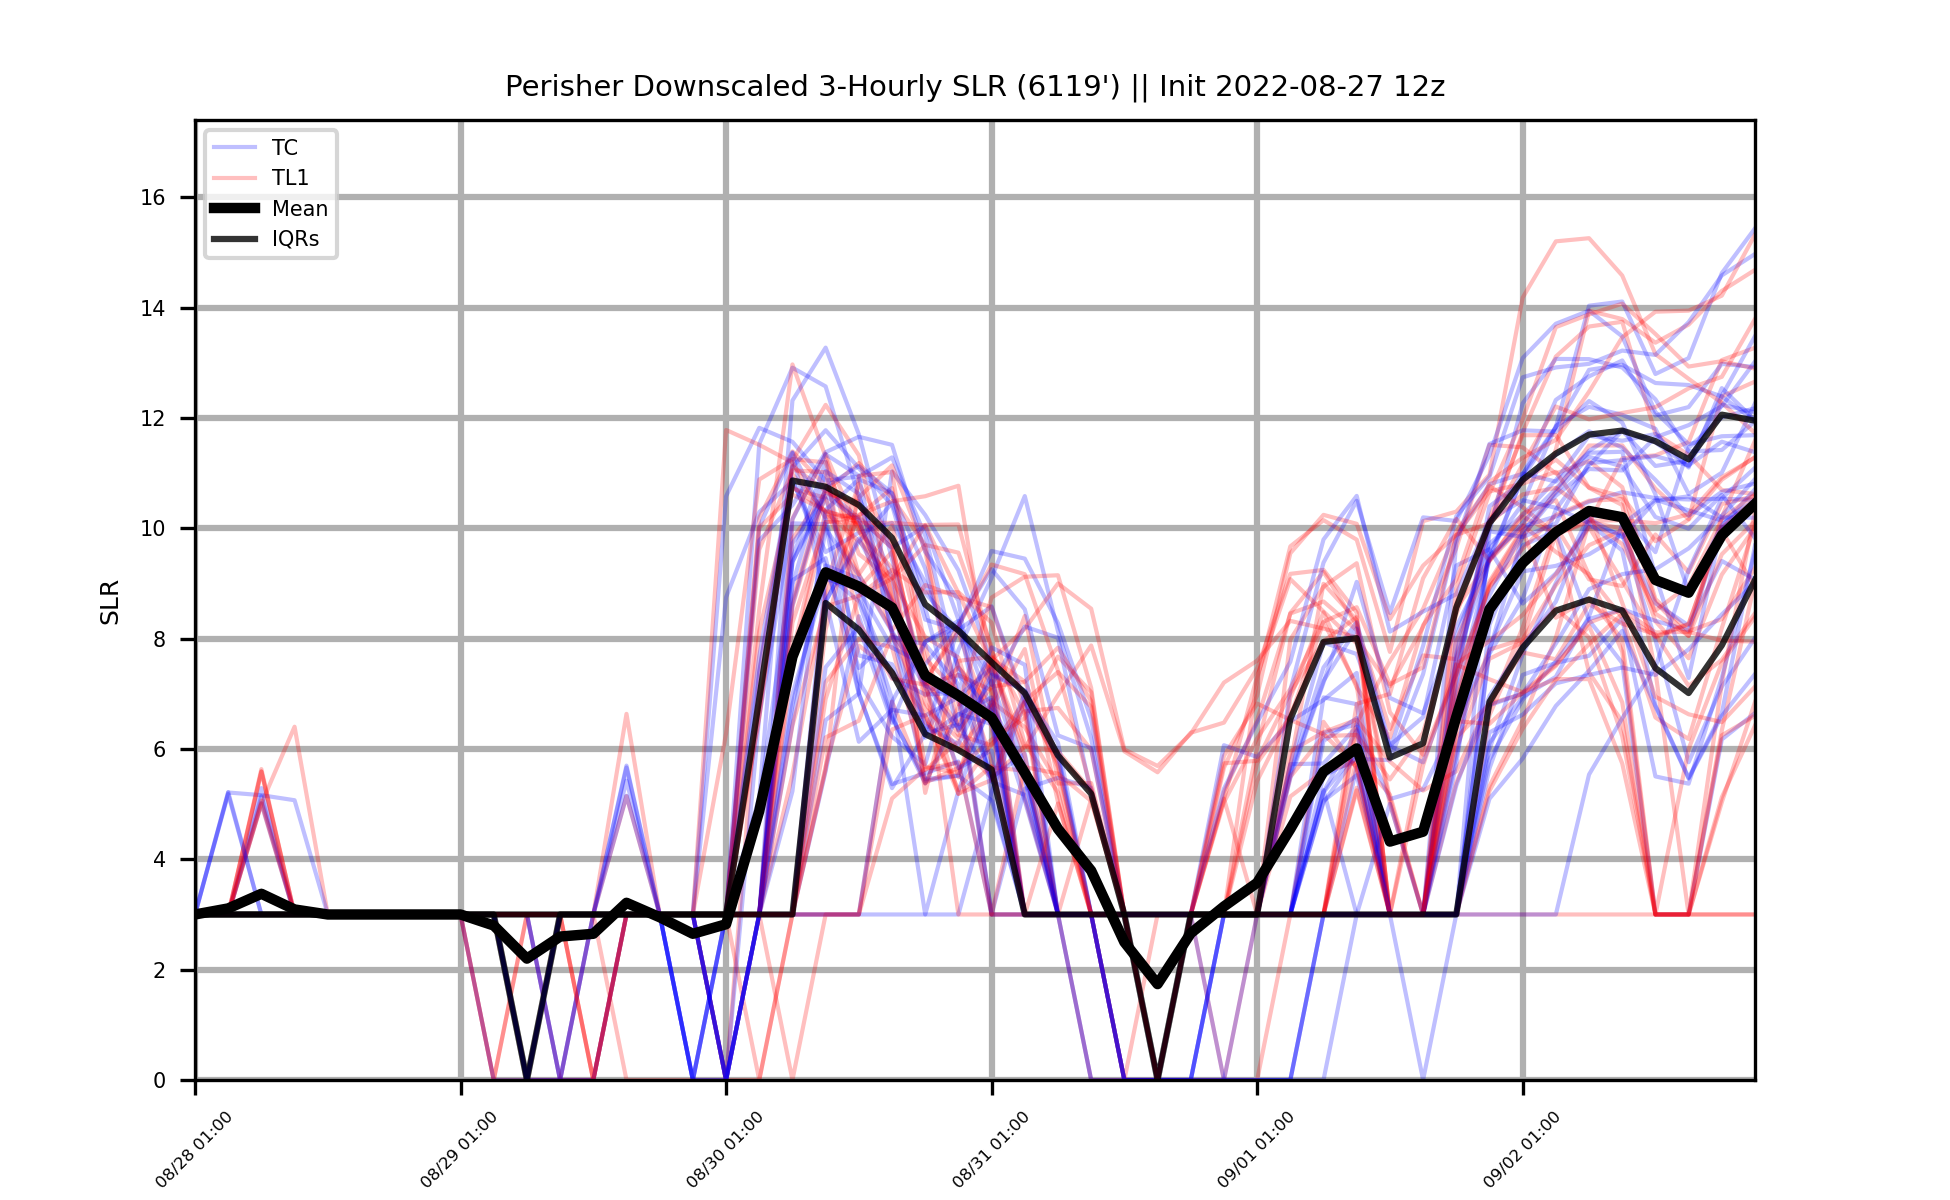 Perisher Downscaled 3-Hourly SLR (6119') || Init 2022-08-27 12z
TC
TL1
Mean
IQRs
SLR
16
14
12
10
8
6
4
2
0
08/28 01:00
08/29 01:00
08/30 01:00
08/31 01:00
09/01 01:00
09/02 01:00